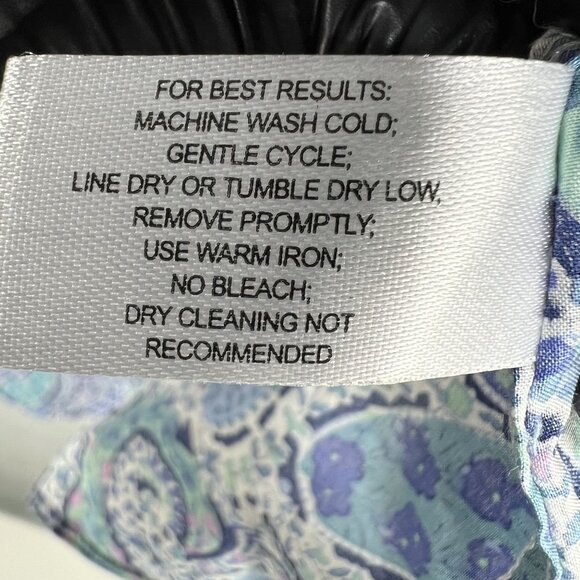 FOR BEST RESULTS:
MACHINE WASH COLD;
GENTLE CYCLE;
LINE DRY OR TUMBLE DRY LOW,
REMOVE PROMPTLY;
USE WARM IRON;
NO BLEACH;
DRY CLEANING NOT
RECOMMENDED